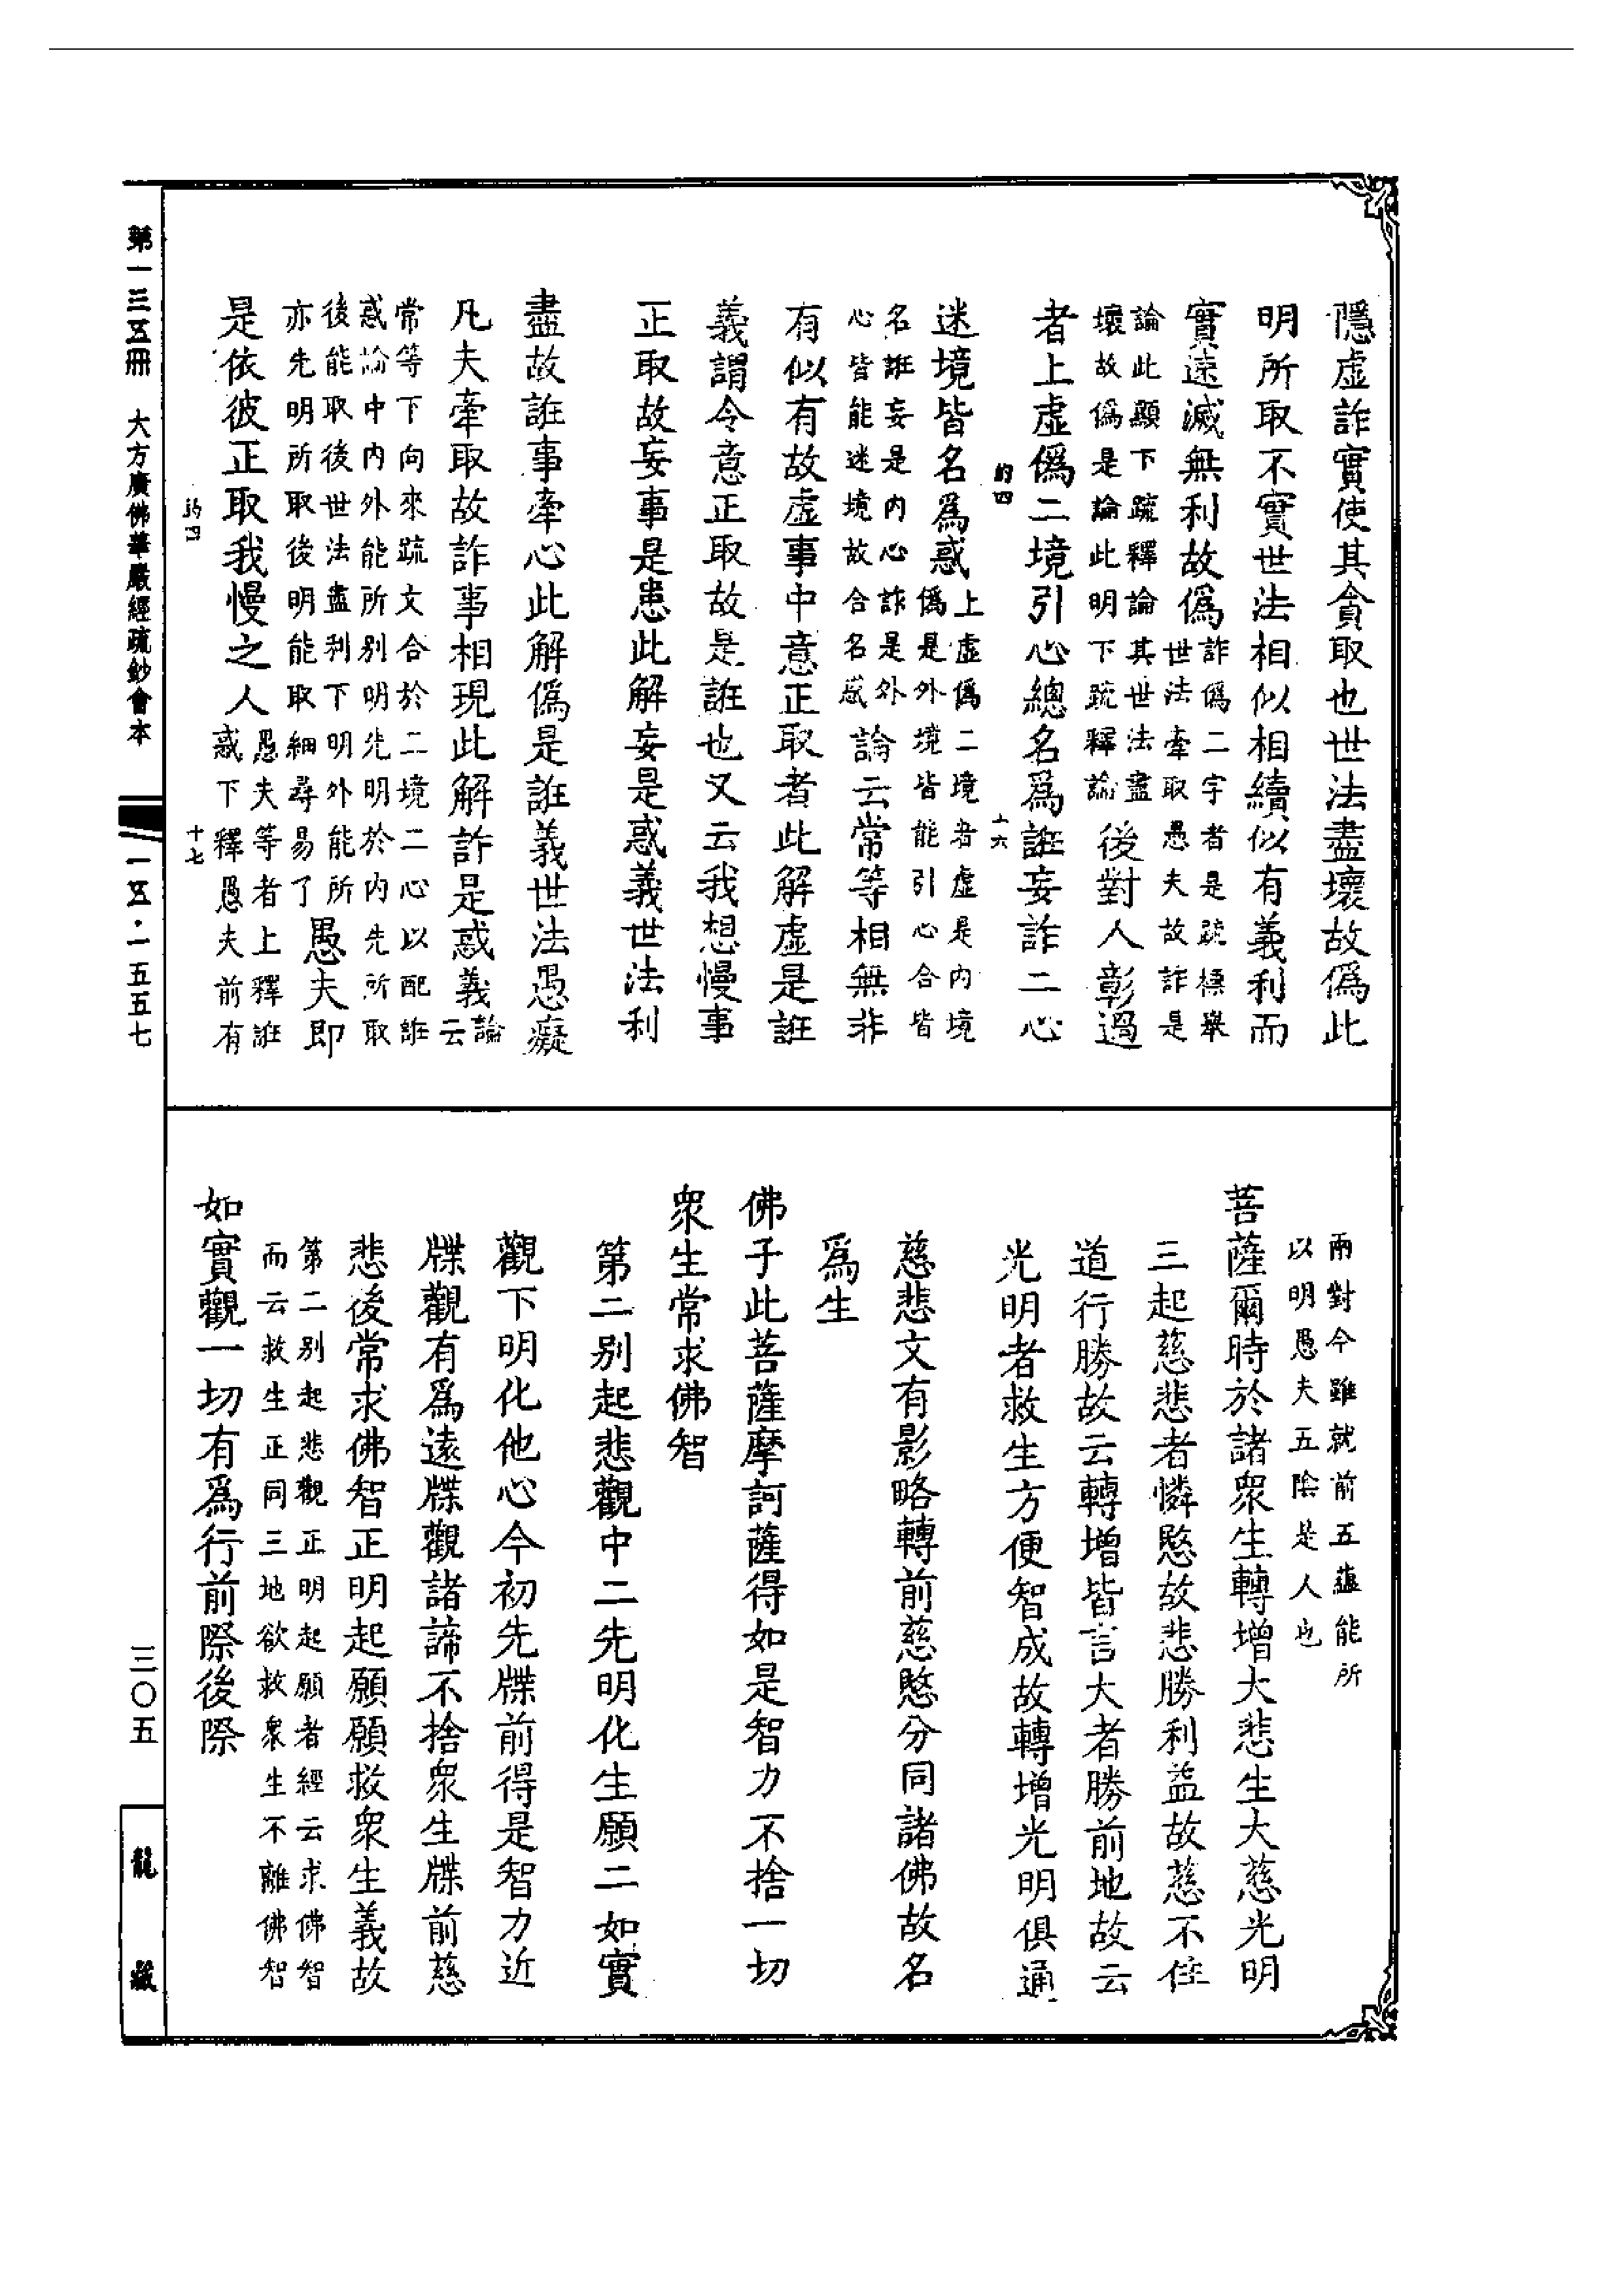 隱虛詐實使其貪取也世法盡壞故偽此
明所取不實世法相似相續似有義利而
實速滅無利故偽
詐偽二字者是疏標舉
世法牽取愚夫故詐是
論此顯下疏釋論其世法盡
壞故偽是論此明下疏釋論
後對人彰過
者上虛偽二境引心總名為誑妄詐二心
迷境皆名為惑
上虛偽二境者虛是內境
偽是外境皆能引心合皆
名誑妄是內心詐是外
心皆能迷境故合名惑
論云常等相無非
有似有故虛事中意正取者此解虛是誑
義謂令意正取故是誑也又云我想慢事
正取故妄事是患此解妄是惑義世法利
盡故誑事牽心此解偽是誑義世法愚癡
凡夫牽取故詐事相現此解詐是惑義
論
云
常等下向來疏文合於二境二心以配誑
惑論中內外能所別明先明於內先所取
後能取後世法盡利下明外能所
亦先明所取後明能取細尋易了
愚夫即
是依彼正取我慢之人
愚夫等者上釋誑
惑下釋愚夫前有
兩對今雖就前五蘊能所
以明愚夫五陰是人也
菩薩爾時於諸衆生轉增大悲生大慈光明
三起慈悲者憐愍故悲勝利益故慈不住
道行勝故云轉增皆言大者勝前地故云
光明者救生方便智成故轉增光明俱通
慈悲文有影略轉前慈愍分同諸佛故名
為生
佛子此菩薩摩訶薩得如是智力不捨一切
衆生常求佛智
第二別起悲觀中二先明化生願二如實
觀下明化他心今初先牒前得是智力近
牒觀有為遠牒觀諸諦不捨衆生牒前慈
悲後常求佛智正明起願願救衆生義故
第二別起悲觀正明起願者經云求佛智
而云救生正同三地欲救衆生不離佛智
如實觀一切有為行前際後際
第一三五冊 大方廣佛華嚴經疏鈔會本
一五·一五五七
三〇五
龍藏
十六
十七